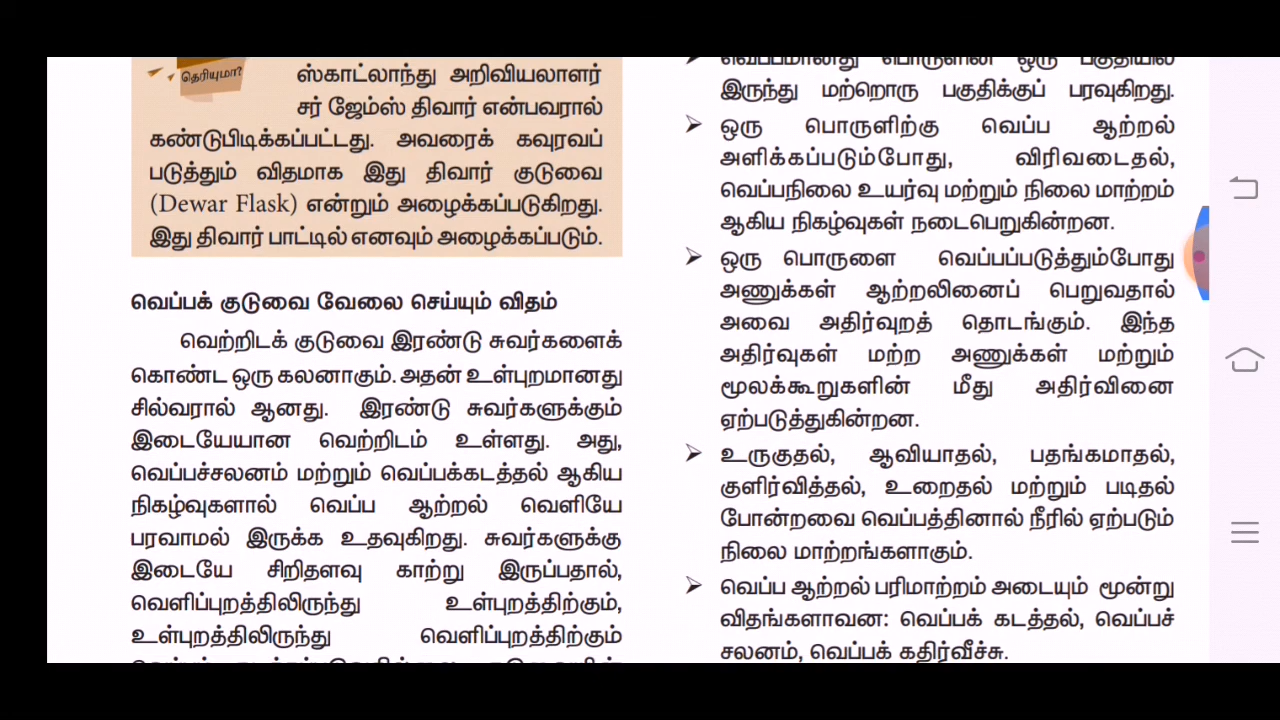 தெரியுமா?
ஸ்காட்லாந்து அறிவியலாளர்
சர் ஜேம்ஸ் திவார் என்பவரால்
கண்டுபிடிக்கப்பட்டது. அவரைக் கவுரவப்
படுத்தும் விதமாக இது திவார் குடுவை
(Dewar Flask) என்றும் அழைக்கப்படுகிறது.
இது திவார் பாட்டில் எனவும் அழைக்கப்படும்.
வெப்பக் குடுவை வேலை செய்யும் விதம்
வெற்றிடக் குடுவை இரண்டு சுவர்களைக்
கொண்ட ஒரு கலனாகும். அதன் உள்புறமானது
சில்வரால் ஆனது. இரண்டு சுவர்களுக்கும்
இடையேயான வெற்றிடம் உள்ளது. அது,
வெப்பச்சலனம் மற்றும் வெப்பக்கடத்தல் ஆகிய
நிகழ்வுகளால் வெப்ப ஆற்றல் வெளியே
பரவாமல் இருக்க உதவுகிறது. சுவர்களுக்கு
இடையே சிறிதளவு காற்று இருப்பதால்,
வெளிப்புறத்திலிருந்து உள்புறத்திற்கும்,
உள்புறத்திலிருந்து வெளிப்புறத்திற்கும்
வெப்பமானது பொருளின் ஒரு பகுதியில்
இருந்து மற்றொரு பகுதிக்குப் பரவுகிறது.
➢ ஒரு பொருளிற்கு வெப்ப ஆற்றல்
அளிக்கப்படும்போது, விரிவடைதல்,
வெப்பநிலை உயர்வு மற்றும் நிலை மாற்றம்
ஆகிய நிகழ்வுகள் நடைபெறுகின்றன.
➢ ஒரு பொருளை வெப்பப்படுத்தும்போது
அணுக்கள் ஆற்றலினைப் பெறுவதால்
அவை அதிர்வுறத் தொடங்கும். இந்த
அதிர்வுகள் மற்ற அணுக்கள் மற்றும்
மூலக்கூறுகளின் மீது அதிர்வினை
ஏற்படுத்துகின்றன.
➢ உருகுதல், ஆவியாதல், பதங்கமாதல்,
குளிர்வித்தல், உறைதல் மற்றும் படிதல்
போன்றவை வெப்பத்தினால் நீரில் ஏற்படும்
நிலை மாற்றங்களாகும்.
➢ வெப்ப ஆற்றல் பரிமாற்றம் அடையும் மூன்று
விதங்களாவன: வெப்பக் கடத்தல், வெப்பச்
சலனம், வெப்பக் கதிர்வீச்சு.